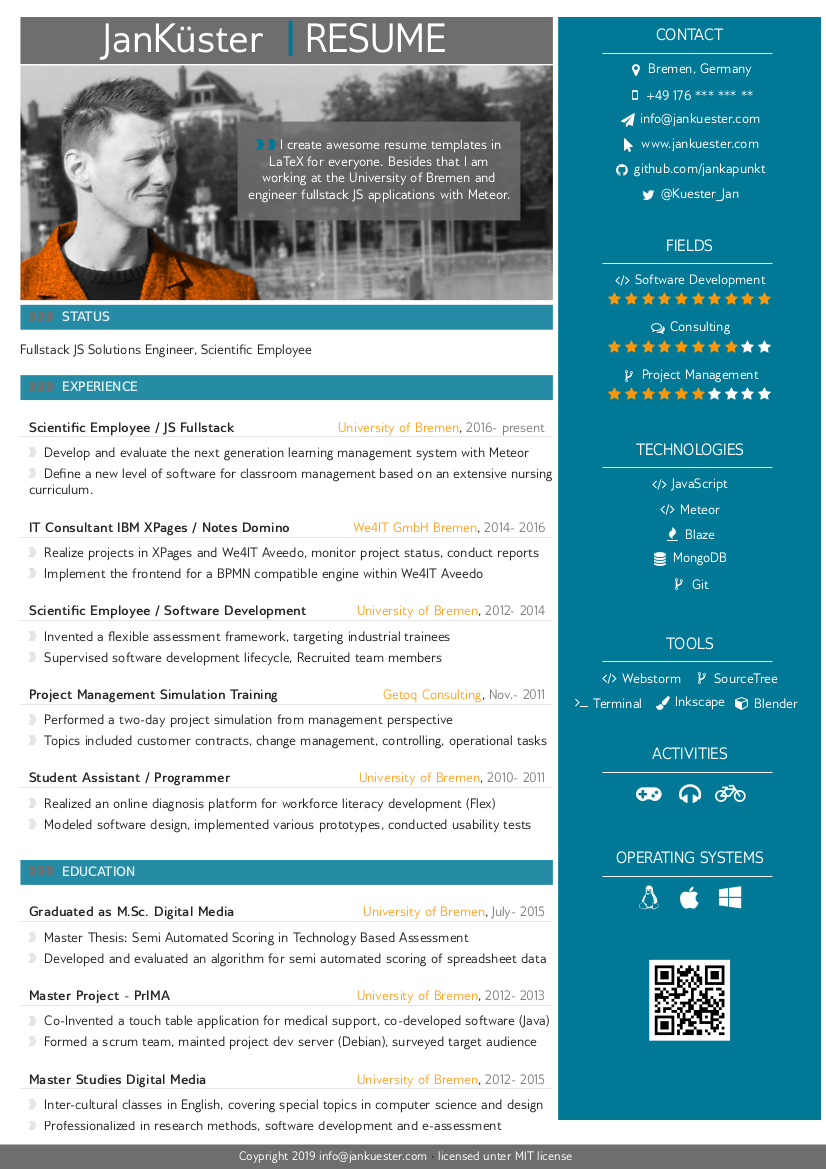 JanKüster | RESUME
I create awesome resume templates in
LaTeX for everyone. Besides that I am
working at the University of Bremen and
engineer fullstack JS applications with Meteor.
STATUS
Fullstack JS Solutions Engineer, Scientific Employee
EXPERIENCE
Scientific Employee / JS Fullstack University of Bremen, 2016- present
Develop and evaluate the next generation learning management system with Meteor
Define a new level of software for classroom management based on an extensive nursing
curriculum.
IT Consultant IBM XPages / Notes Domino We4IT GmbH Bremen, 2014- 2016
Realize projects in XPages and We4IT Aveedo, monitor project status, conduct reports
Implement the frontend for a BPMN compatible engine within We4IT Aveedo
Scientific Employee / Software Development University of Bremen, 2012- 2014
Invented a flexible assessment framework, targeting industrial trainees
Supervised software development lifecycle, Recruited team members
Project Management Simulation Training Getoq Consulting, Nov.- 2011
Performed a two-day project simulation from management perspective
Topics included customer contracts, change management, controlling, operational tasks
Student Assistant / Programmer University of Bremen, 2010- 2011
Realized an online diagnosis platform for workforce literacy development (Flex)
Modeled software design, implemented various prototypes, conducted usability tests
EDUCATION
Graduated as M.Sc. Digital Media University of Bremen, July- 2015
Master Thesis: Semi Automated Scoring in Technology Based Assessment
Developed and evaluated an algorithm for semi automated scoring of spreadsheet data
Master Project - PrIMA University of Bremen, 2012- 2013
Co-Invented a touch table application for medical support, co-developed software (Java)
Formed a scrum team, mainted project dev server (Debian), surveyed target audience
Master Studies Digital Media University of Bremen, 2012- 2015
Inter-cultural classes in English, covering special topics in computer science and design
Professionalized in research methods, software development and e-assessment
CONTACT
Bremen, Germany
+49 176 *** *** **
info@jankuester.com
www.jankuester.com
github.com/jankapunkt
@Kuester_Jan
FIELDS
Software Development
Consulting
Project Management
TECHNOLOGIES
JavaScript
Meteor
Blaze
MongoDB
Git
TOOLS
Webstorm SourceTree
Terminal Inkscape Blender
ACTIVITIES
OPERATING SYSTEMS
Copyright 2019 info@jankuester.com · licensed unter MIT license